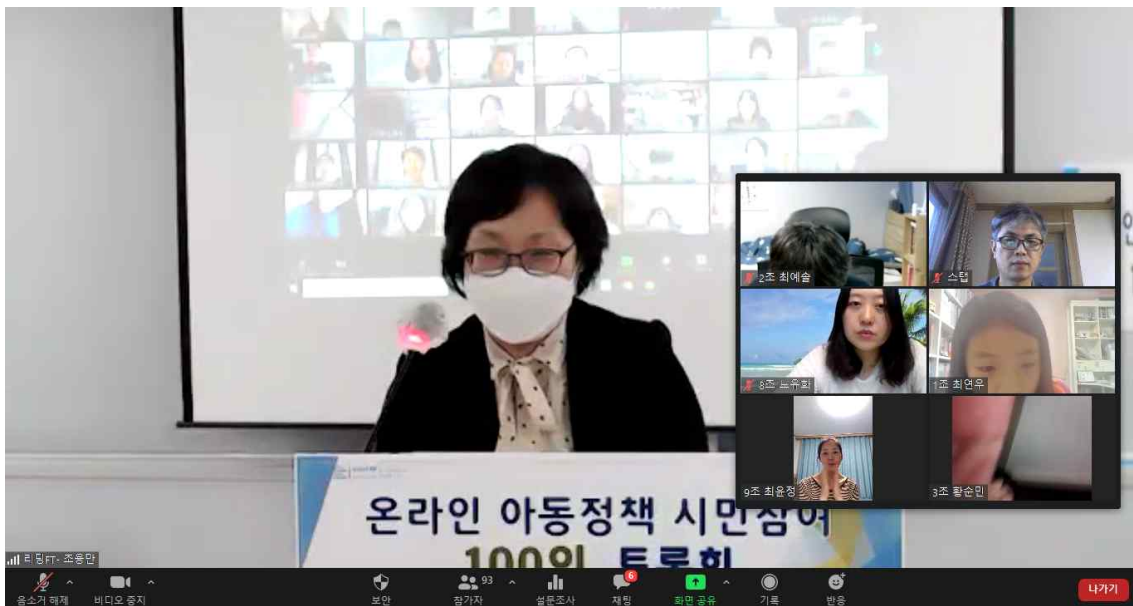 2조 최예슬
스텝
8조 노유화
1조 최연우
9조 최윤정
3조 황순민
온라인 아동정책 시민참여
100인 토론회
리딩FT- 조용만
음소거 해제
비디오 중지
보안
93
참가자
설문조사
6
채팅
화면 공유
기록
반응
나가기